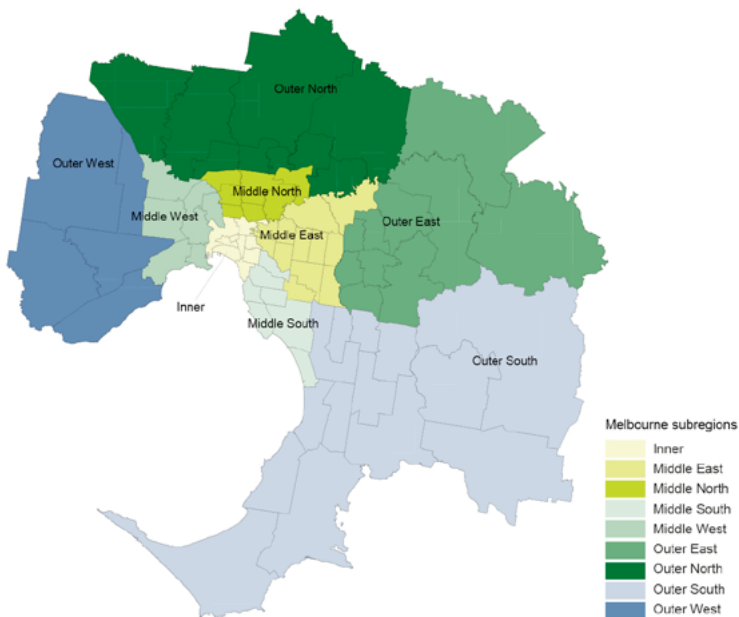 Outer North
Outer West
Middle North
Middle West
Outer East
Middle East
Inner
Middle South
Outer South
Melbourne subregions
Inner
Middle East
Middle North
Middle South
Middle West
Outer East
Outer North
Outer South
Outer West